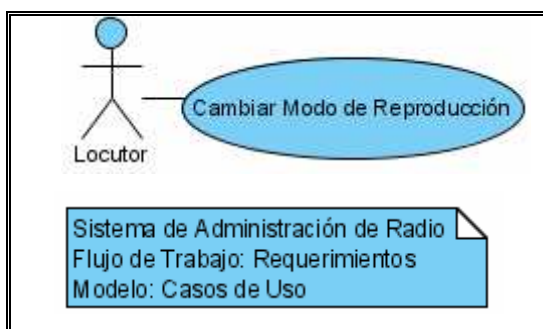 Cambiar Modo de Reproducción
Locutor
Sistema de Administración de Radio
Flujo de Trabajo: Requerimientos
Modelo: Casos de Uso